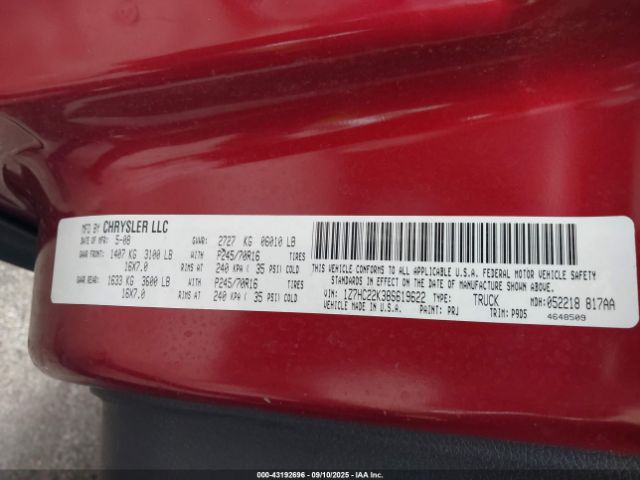 MFD BY CHRYSLER LLC
DATE OF MFR 5-08 GVWR: 2727 KG 06010 LB
GAWR FRONT: 1407 KG 3100 LB WITH P245/70R16 TIRES
16X7.0 RIMS AT 240 KPA ( 35 PSI) COLD
GAWR REAR: 1633 KG 3600 LB WITH P245/70R16 TIRES
16X7.0 RIMS AT 240 KPA ( 35 PSI) COLD
THIS VEHICLE CONFORMS TO ALL APPLICABLE U.S.A. FEDERAL MOTOR VEHICLE SAFETY
STANDARDS IN EFFECT ON THE DATE OF MANUFACTURE SHOWN ABOVE.
VIN: 1Z7HC22K38S619622 TYPE: TRUCK MDH: 052218 817AA
VEHICLE MADE IN U.S.A. PAINT: PRJ TRIM: P9D5 4648509
000-43192696 - 09/10/2025 - IAAI.com